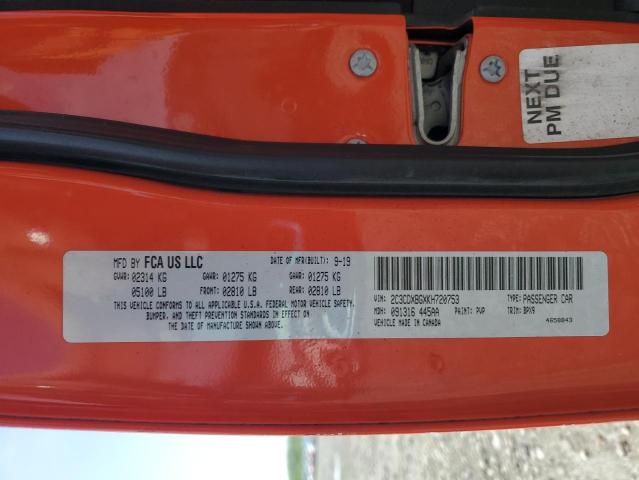 NEXT
PM DUE
MFD BY FCA US LLC
DATE OF MFR(BUILT): 9-19
GVWR: 02314 KG GAWR: 01275 KG GAWR: 01275 KG
05100 LB FRONT: 02810 LB REAR: 02810 LB
THIS VEHICLE CONFORMS TO ALL APPLICABLE U.S.A. FEDERAL MOTOR VEHICLE SAFETY,
BUMPER, AND THEFT PREVENTION STANDARDS IN EFFECT
ON THE DATE OF MANUFACTURE SHOWN ABOVE.
VIN: 2C3CDXBGXKH720753 TYPE: PASSENGER CAR
MDH: 091316 445AA PAINT: PVP TRIM: BPX9
VEHICLE MADE IN CANADA
4658843